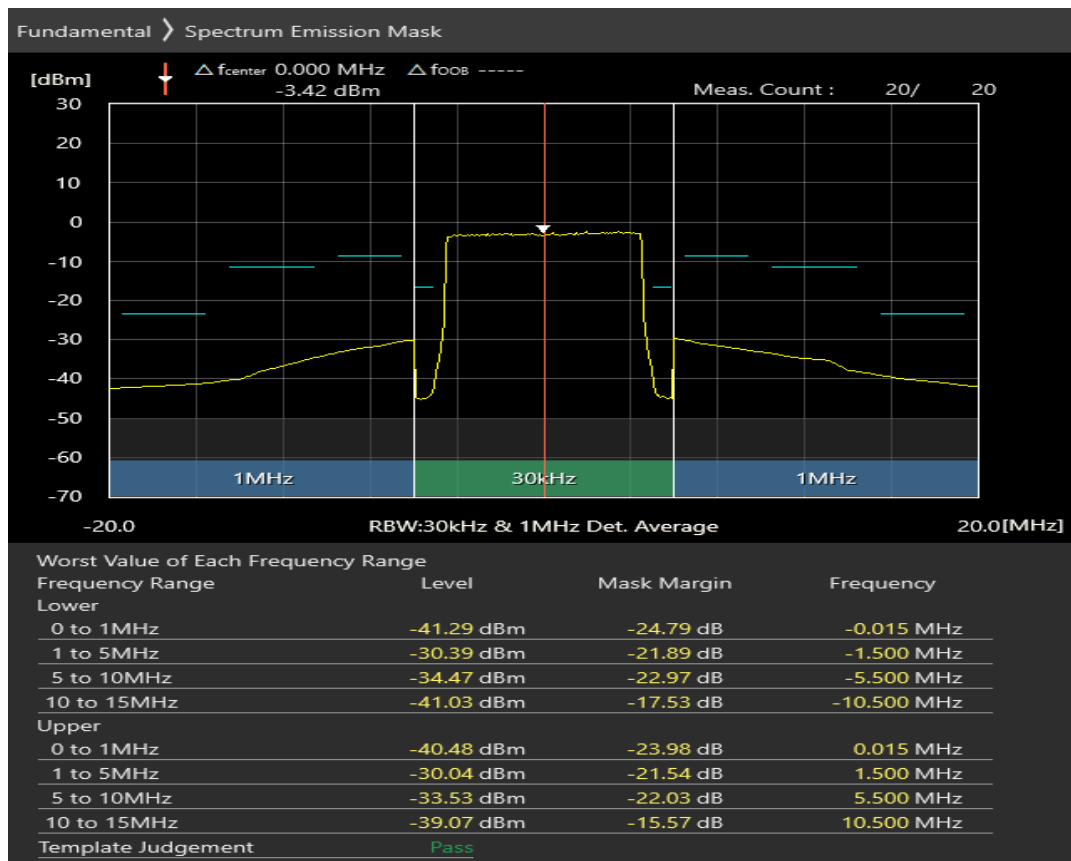 Fundamental ❯ Spectrum Emission Mask
[dBm] △ fcenter 0.000 MHz △ fOOB -----
-3.42 dBm Meas. Count : 20/ 20
30
20
10
0
-10
-20
-30
-40
-50
-60
-70
1MHz 30kHz 1MHz
-20.0 RBW:30kHz & 1MHz Det. Average 20.0[MHz]
Worst Value of Each Frequency Range
Frequency Range Level Mask Margin Frequency
Lower
0 to 1MHz -41.29 dBm -24.79 dB -0.015 MHz
1 to 5MHz -30.39 dBm -21.89 dB -1.500 MHz
5 to 10MHz -34.47 dBm -22.97 dB -5.500 MHz
10 to 15MHz -41.03 dBm -17.53 dB -10.500 MHz
Upper
0 to 1MHz -40.48 dBm -23.98 dB 0.015 MHz
1 to 5MHz -30.04 dBm -21.54 dB 1.500 MHz
5 to 10MHz -33.53 dBm -22.03 dB 5.500 MHz
10 to 15MHz -39.07 dBm -15.57 dB 10.500 MHz
Template Judgement Pass